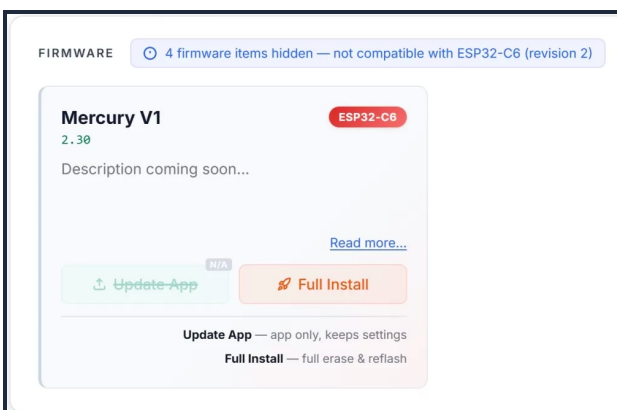 FIRMWARE
4 firmware items hidden — not compatible with ESP32-C6 (revision 2)
Mercury V1
ESP32-C6
2.30
Description coming soon...
Read more...
N/A
Update App
Full Install
Update App — app only, keeps settings
Full Install — full erase & reflash